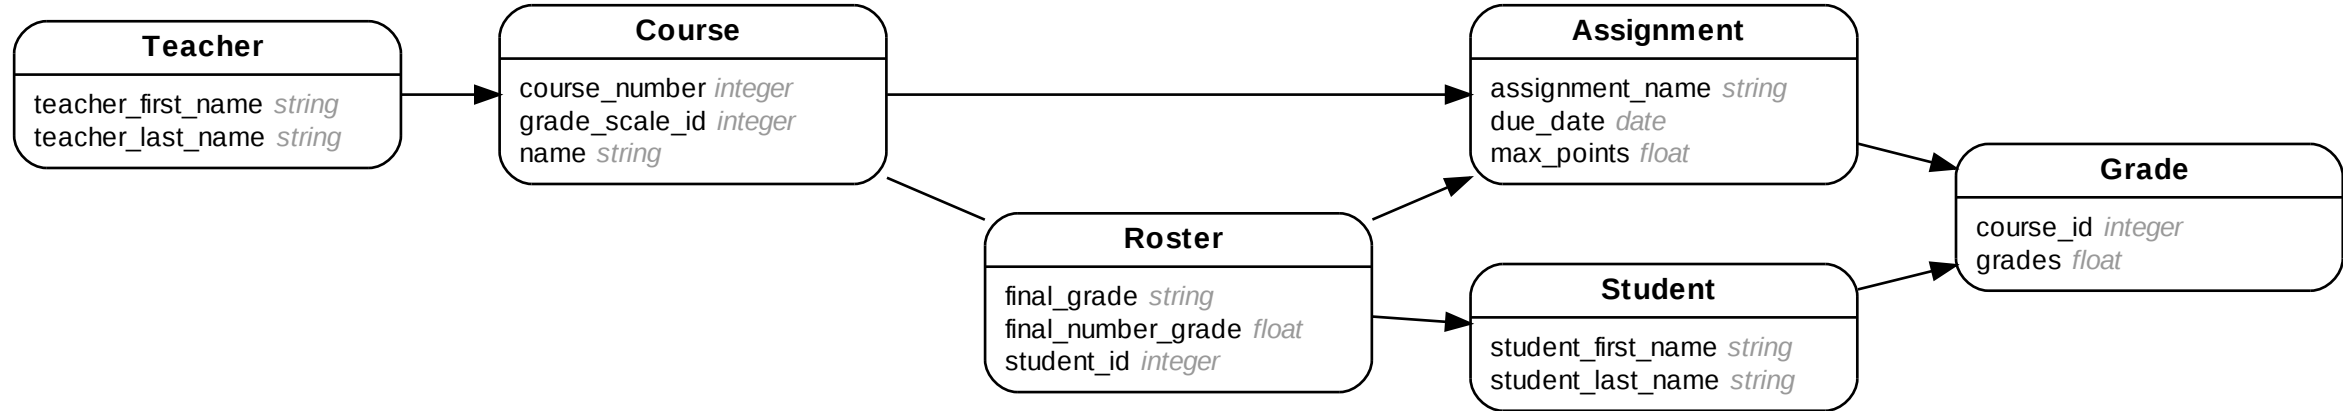 Teacher
teacher_first_name string
teacher_last_name string
Course
course_number integer
grade_scale_id integer
name string
Roster
final_grade string
final_number_grade float
student_id integer
Assignment
assignment_name string
due_date date
max_points float
Student
student_first_name string
student_last_name string
Grade
course_id integer
grades float